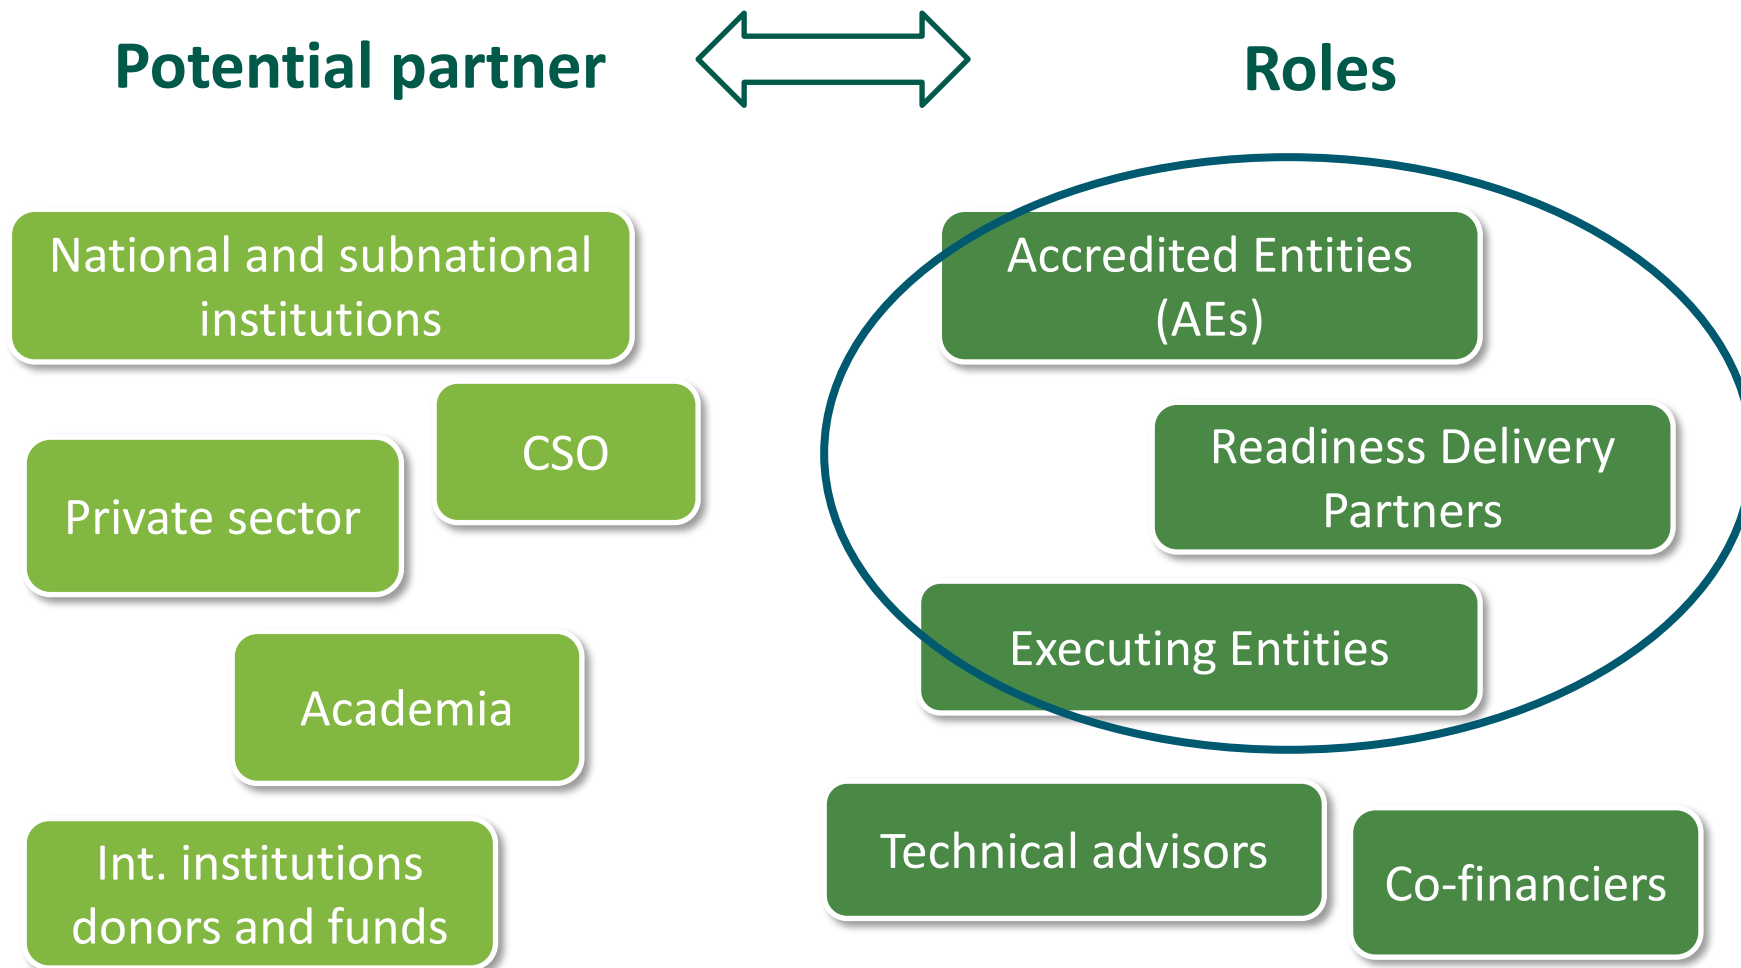 Potential partner
Roles
National and subnational
institutions
CSO
Private sector
Academia
Int. institutions
donors and funds
Accredited Entities
(AEs)
Readiness Delivery
Partners
Executing Entities
Technical advisors
Co-financiers